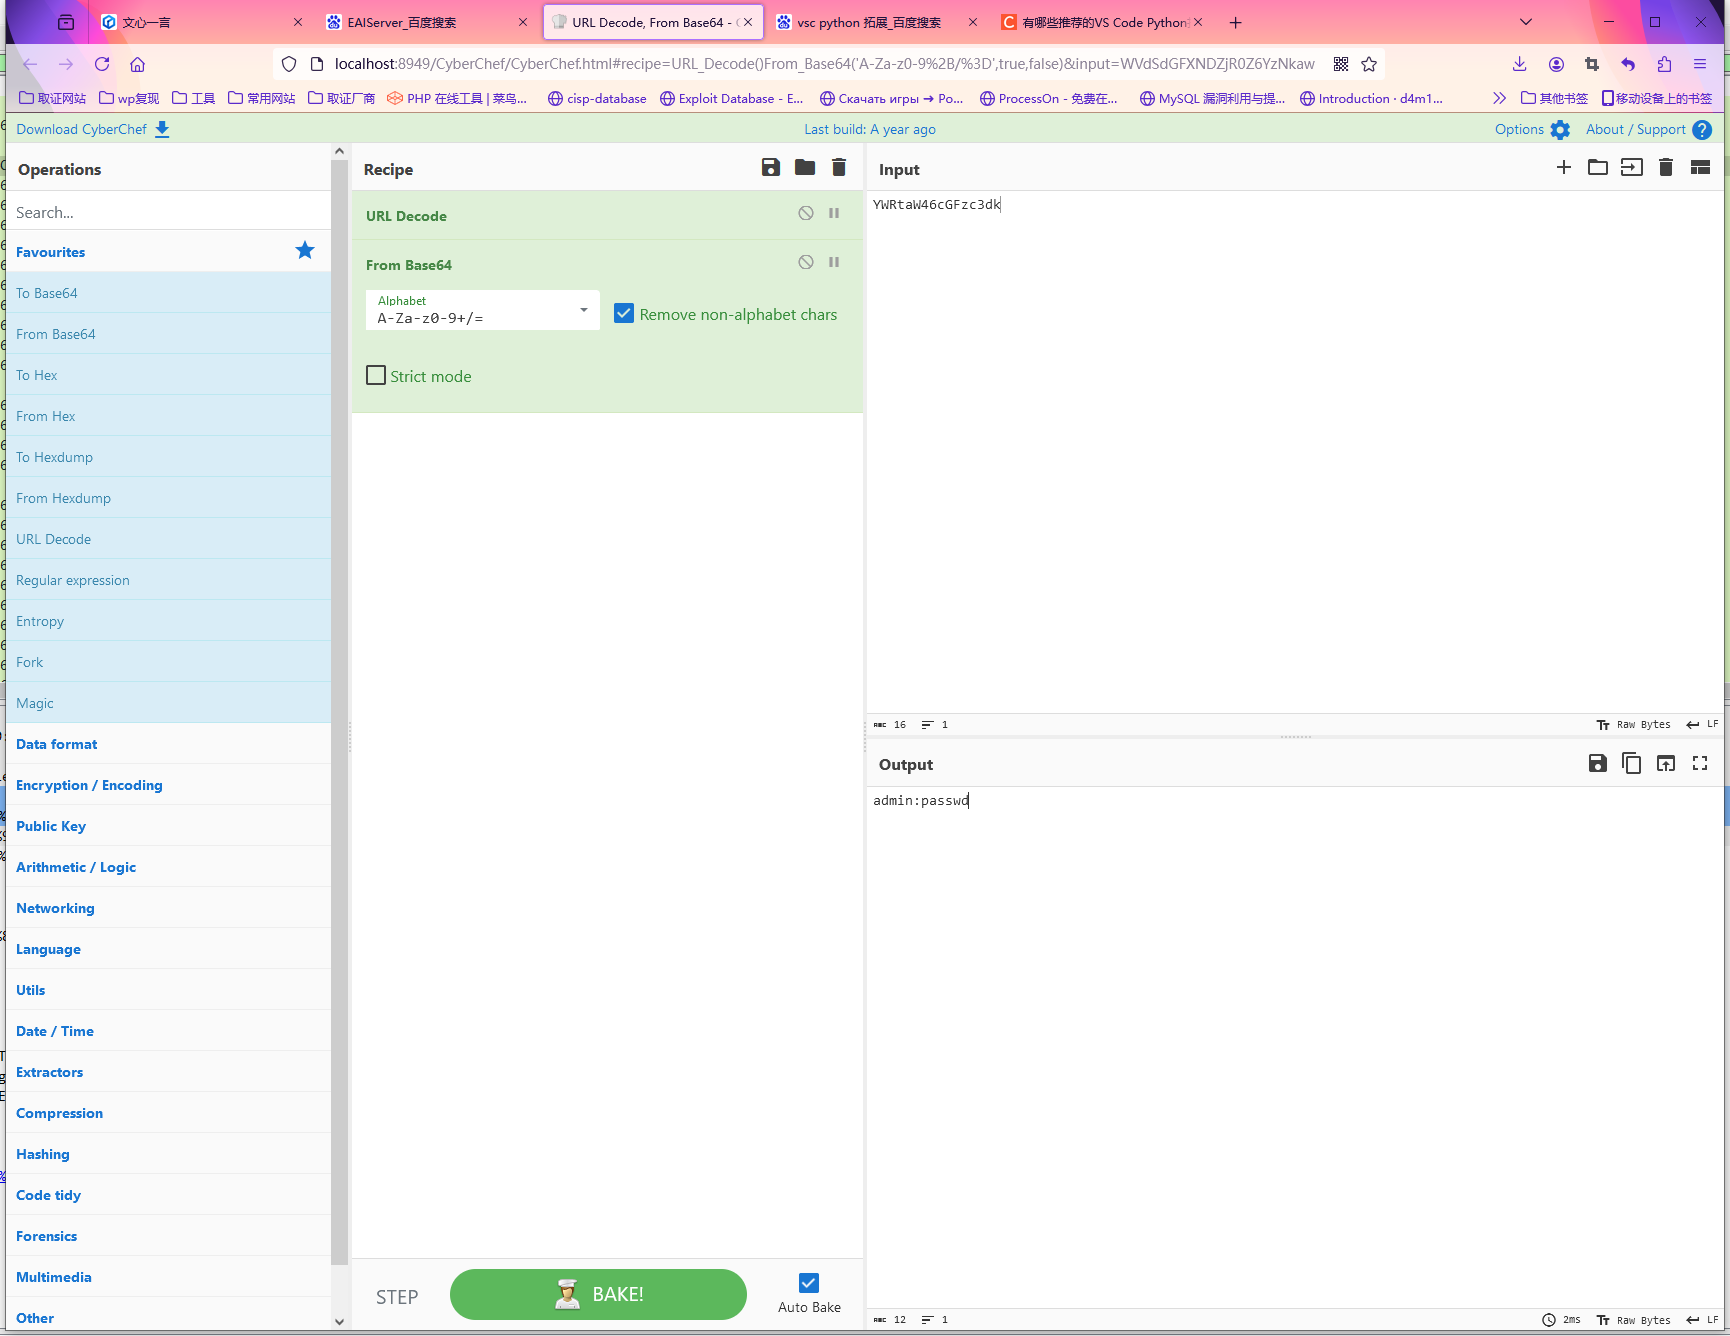 文心一言
EAIServer_百度搜索
URL Decode, From Base64 - C
vsc python 拓展_百度搜索
有哪些推荐的VS Code Python
localhost:8949/CyberChef/CyberChef.html#recipe=URL_Decode()From_Base64('A-Za-z0-9%2B/%3D',true,false)&input=WVdSdGFXNDZjR0Z6YzNkaw
取证网站
wp复现
工具
常用网站
取证厂商
PHP 在线工具 | 菜鸟...
cisp-database
Exploit Database - E...
Скачать игры → Po...
ProcessOn - 免费在...
MySQL 漏洞利用与提...
Introduction · d4m1...
其他书签
移动设备上的书签
Download CyberChef
Last build: A year ago
Options
About / Support
Operations
Search...
Favourites
To Base64
From Base64
To Hex
From Hex
To Hexdump
From Hexdump
URL Decode
Regular expression
Entropy
Fork
Magic
Data format
Encryption / Encoding
Public Key
Arithmetic / Logic
Networking
Language
Utils
Date / Time
Extractors
Compression
Hashing
Code tidy
Forensics
Multimedia
Other
Recipe
URL Decode
From Base64
Alphabet
A-Za-z0-9+/=
Remove non-alphabet chars
Strict mode
STEP
BAKE!
Auto Bake
Input
YWRtaW46cGFzc3dk
ABC 16
1
Raw Bytes
LF
Output
admin:passwd
ABC 12
1
2ms
Raw Bytes
LF